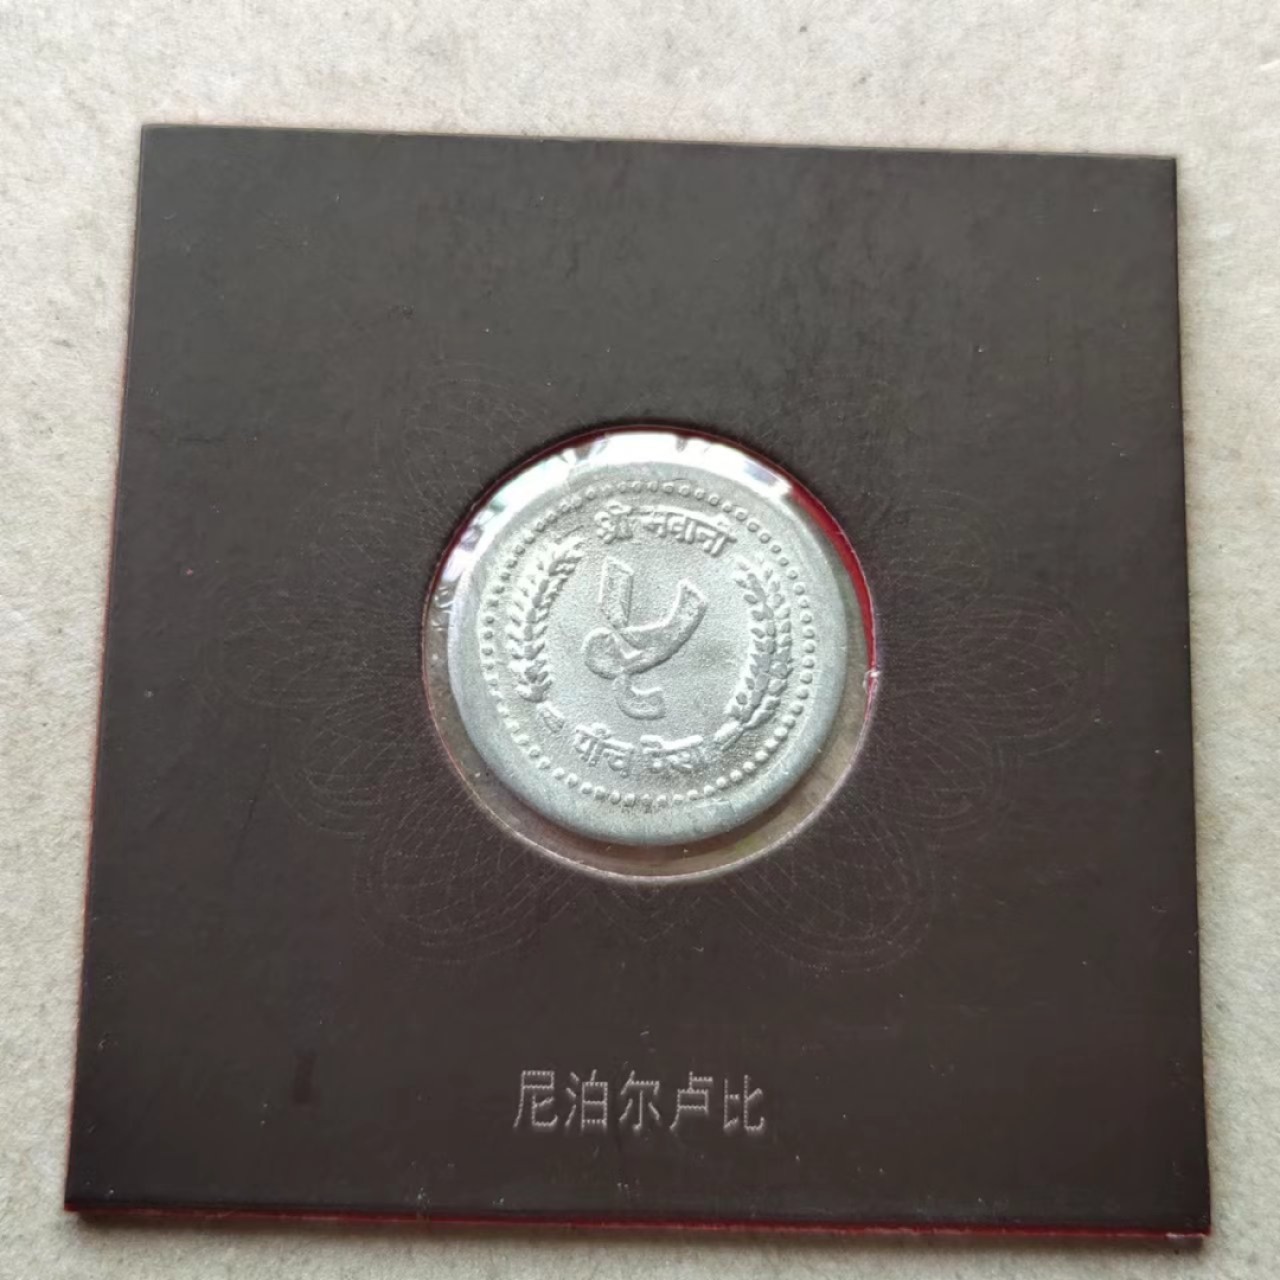 श्री भवानी
५
पाँच पैसा
尼泊尔卢比